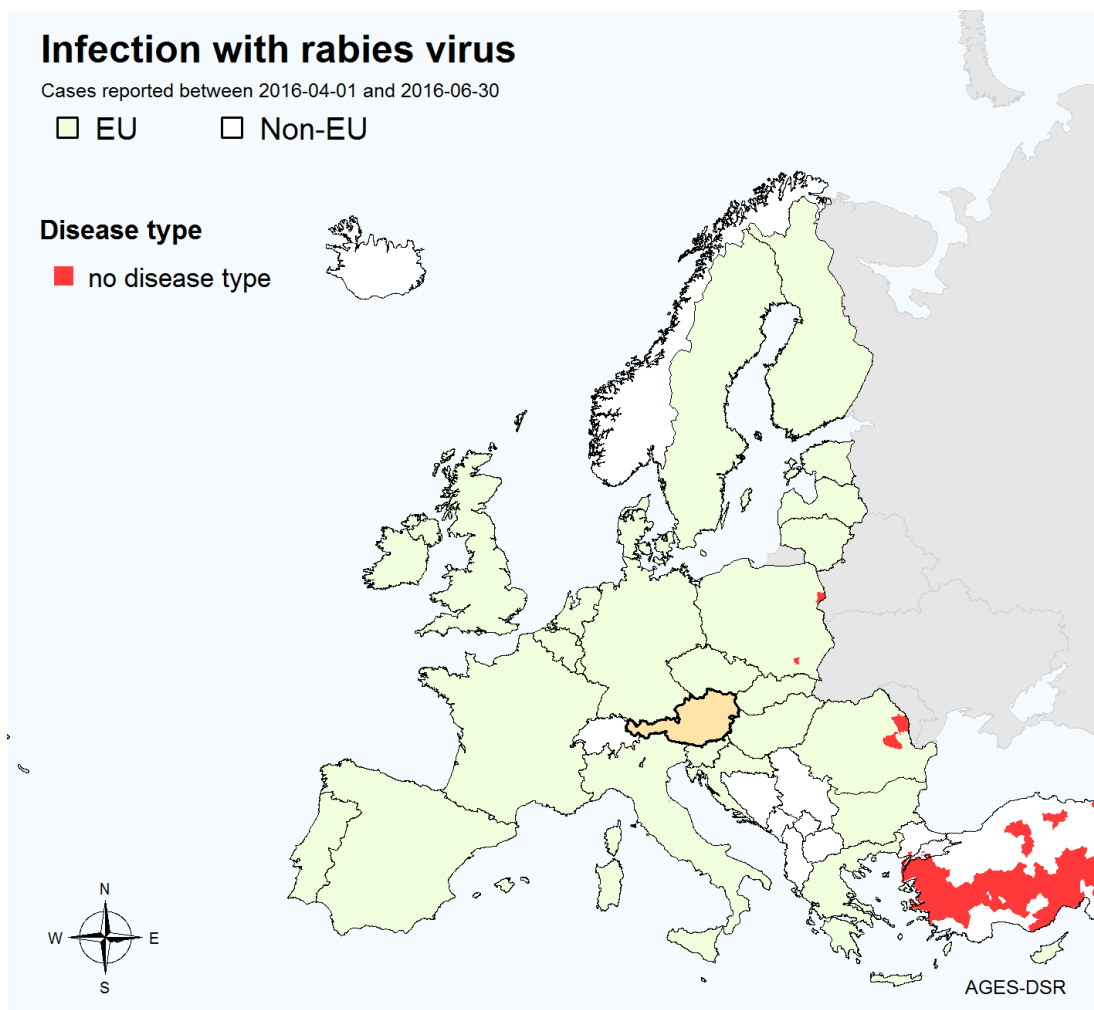 Infection with rabies virus
Cases reported between 2016-04-01 and 2016-06-30
EU Non-EU
Disease type
no disease type
N
W E
S
AGES-DSR